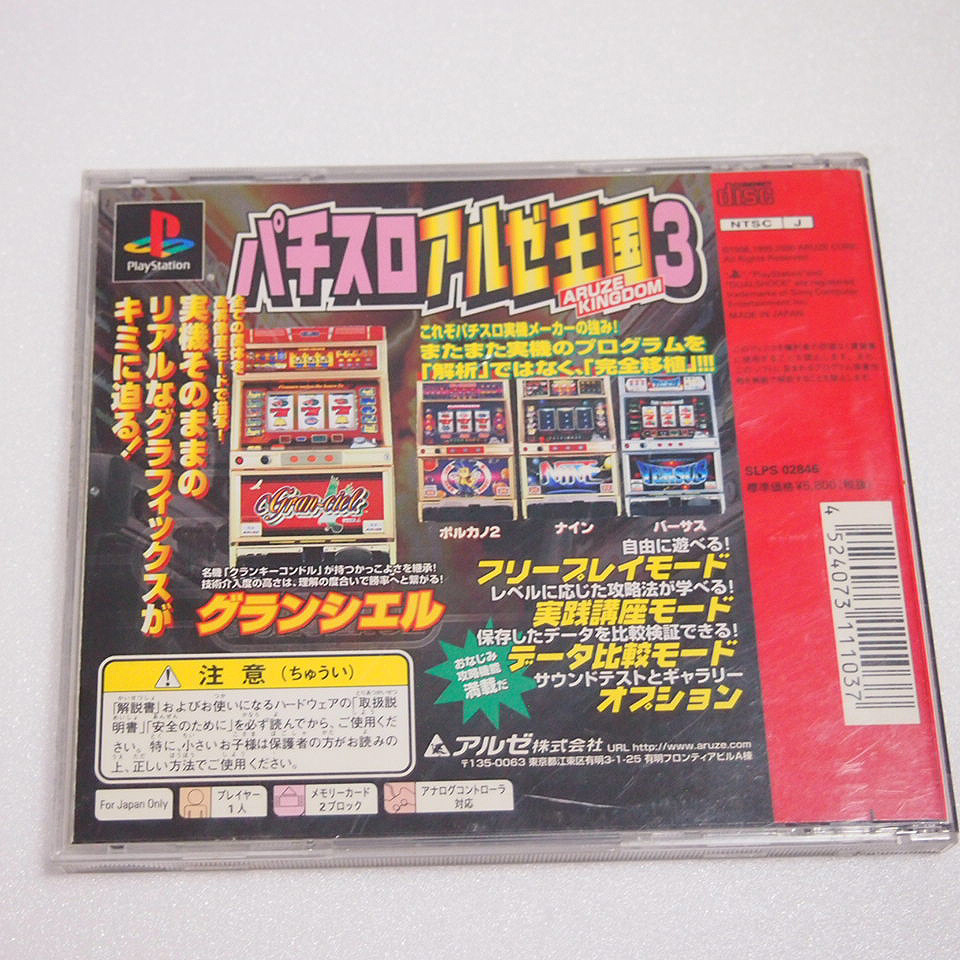 PlayStation
パチスロ アルゼ王国3
ARUZE KINGDOM
実機そのままの
リアルなグラフィックスが
キミに迫る!
これぞパチスロ実機メーカーの強み!
またまた実機のプログラムを
「解析」ではなく、「完全移植」!!!
Gran-ciel
NINE
VERSUS
ボルカノ2
ナイン
バーサス
名機「クランキーコンドル」が持つかっこよさを継承!
技術介入度の高さは、理解の度合いで勝率へと繋がる!
グランシエル
自由に遊べる!
フリープレイモード
レベルに応じた攻略法が学べる!
実践講座モード
保存したデータを比較検証できる!
データ比較モード
サウンドテストとギャラリー
オプション
おなじみ
攻略機能
満載だ
注意(ちゅうい)
「解説書」およびお使いになるハードウェアの「取扱説
明書」「安全のために」を必ず読んでから、ご使用くだ
さい。特に、小さいお子様は保護者の方がお読みの
上、正しい方法でご使用ください。
アルゼ株式会社 URL http://www.aruze.com
〒135-0063 東京都江東区有明3-1-25 有明フロンティアビルA棟
For Japan Only
プレイヤー
1人
メモリーカード
2ブロック
アナログコントローラ
対応
disc
NTSC J
All Rights Reserved.
"PlayStation" and
"DUALSHOCK" are registered
trademarks of Sony Computer
Entertainment Inc.
MADE IN JAPAN
SLPS 02846
標準価格¥5,800(税抜)
4 524073 111037